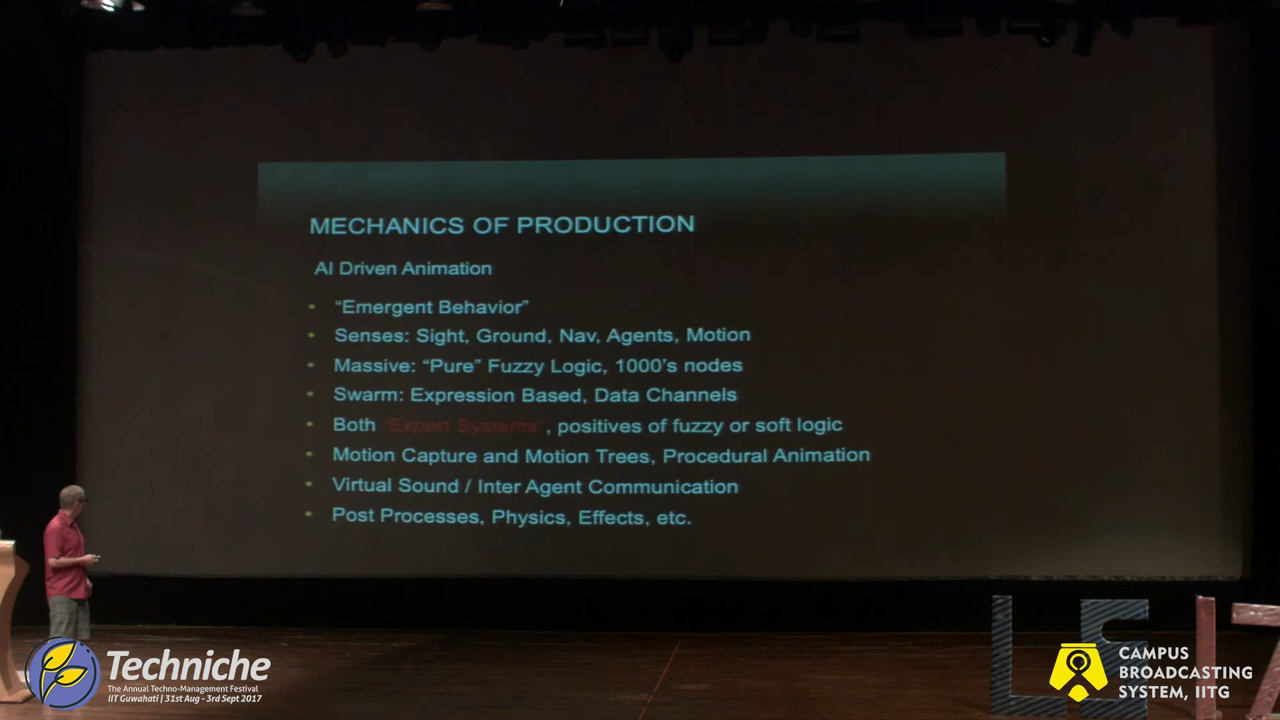 MECHANICS OF PRODUCTION
AI Driven Animation
• "Emergent Behavior"
• Senses: Sight, Ground, Nav, Agents, Motion
• Massive: "Pure" Fuzzy Logic, 1000's nodes
• Swarm: Expression Based, Data Channels
• Both "Expert Systems", positives of fuzzy or soft logic
• Motion Capture and Motion Trees, Procedural Animation
• Virtual Sound / Inter Agent Communication
• Post Processes, Physics, Effects, etc.
LE17
Techniche
The Annual Techno-Management Festival
IIT Guwahati | 31st Aug - 3rd Sept 2017
CAMPUS
BROADCASTING
SYSTEM, IITG